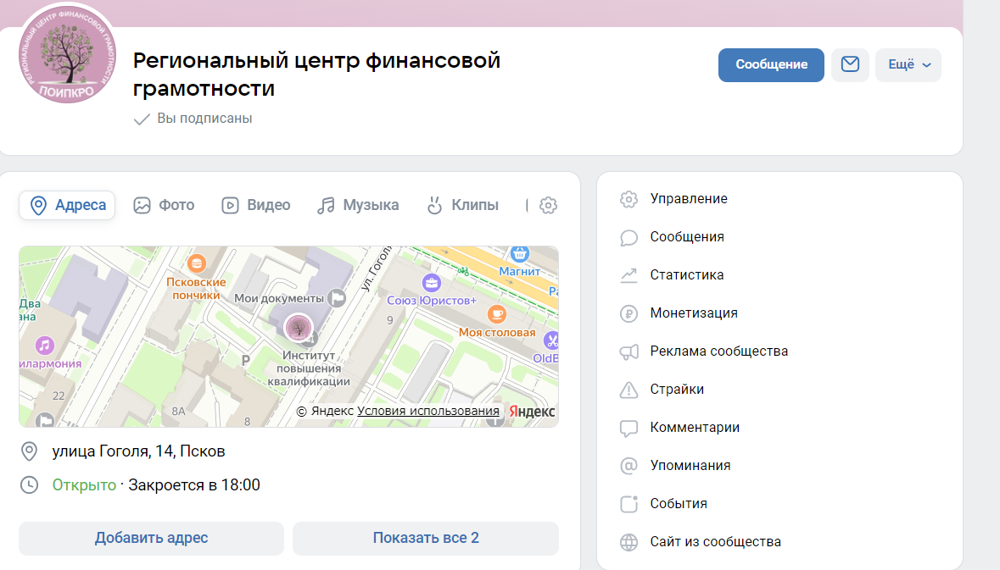 РЕГИОНАЛЬНЫЙ ЦЕНТР ФИНАНСОВОЙ ГРАМОТНОСТИ
ПОИПКРО
Региональный центр финансовой
грамотности
Вы подписаны
Сообщение
Ещё
Адреса
Фото
Видео
Музыка
Клипы
Псковские
пончики
Мои документы
ул. Гоголя
Магнит
Союз Юристов+
9
Моя столовая
OldB
Два
ана
илармония
22
8А
8
P
Институт
повышения
квалификации
© Яндекс Условия использования
Яндекс
улица Гоголя, 14, Псков
Открыто · Закроется в 18:00
Добавить адрес
Показать все 2
Управление
Сообщения
Статистика
Монетизация
Реклама сообщества
Страйки
Комментарии
Упоминания
События
Сайт из сообщества